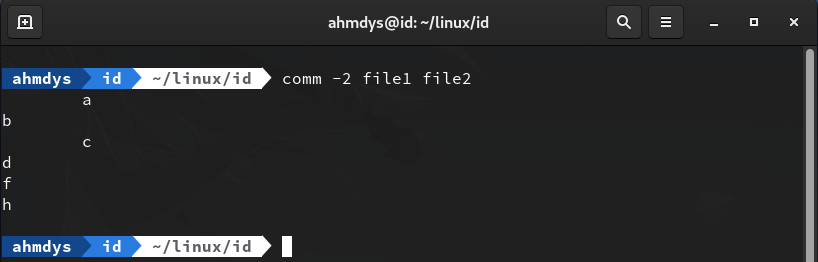 ahmdys@id: ~/linux/id
ahmdys id ~/linux/id comm -2 file1 file2
a
b
c
d
f
h
ahmdys id ~/linux/id